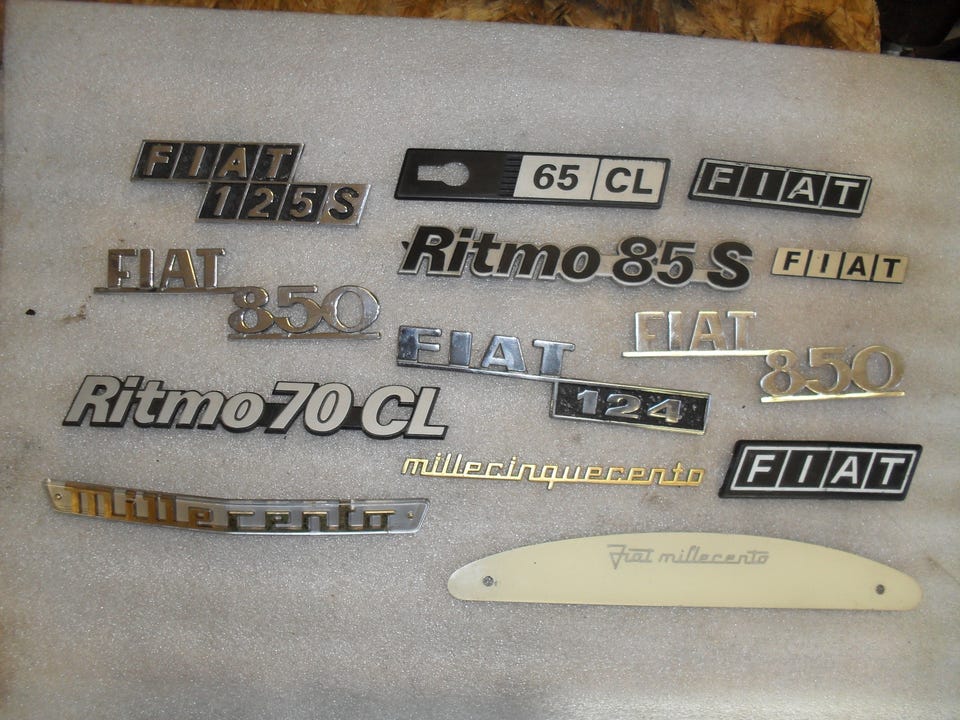 FIAT
125S
65 CL
FIAT
Ritmo 85 S
FIAT
FIAT
850
FIAT
124
FIAT
850
Ritmo 70 CL
millecinquecento
FIAT
millecento
Fiat millecento